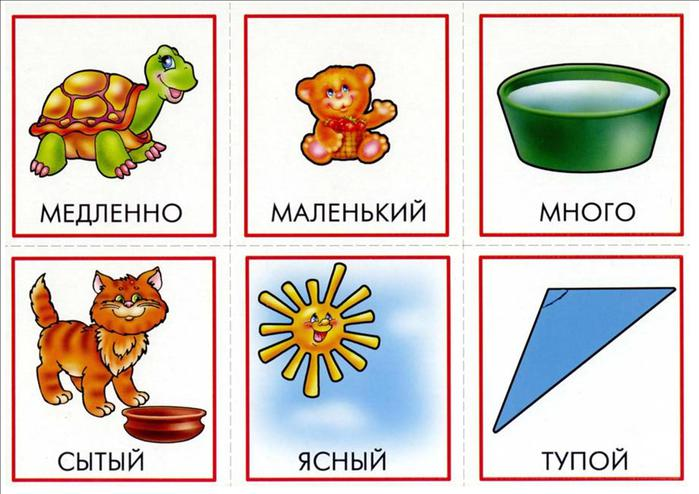 МЕДЛЕННО
МАЛЕНЬКИЙ
МНОГО
СЫТЫЙ
ЯСНЫЙ
ТУПОЙ